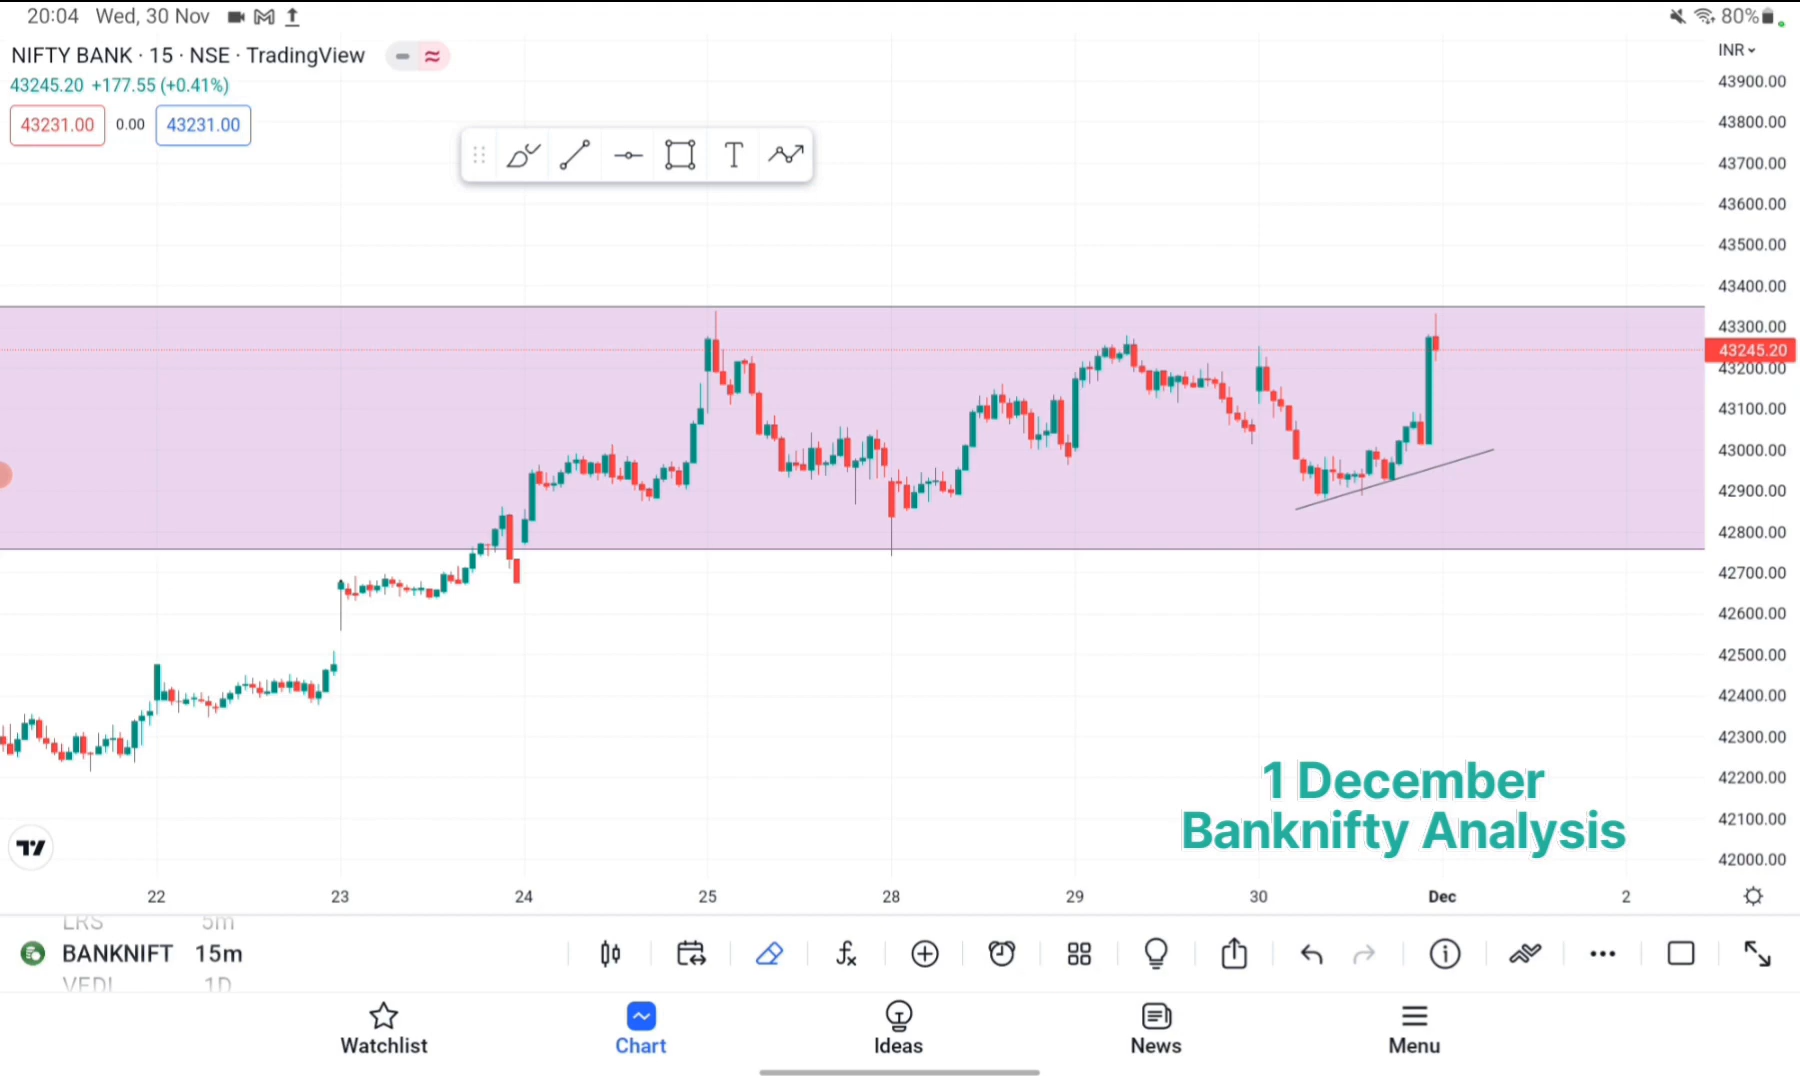 20:04 Wed, 30 Nov
80%
NIFTY BANK · 15 · NSE · TradingView
INR
43245.20 +177.55 (+0.41%)
43231.00 0.00 43231.00
T
43900.00
43800.00
43700.00
43600.00
43500.00
43400.00
43300.00
43245.20
43200.00
43100.00
43000.00
42900.00
42800.00
42700.00
42600.00
42500.00
42400.00
42300.00
42200.00
42100.00
42000.00
1 December
Banknifty Analysis
22 23 24 25 28 29 30 Dec 2
LRS 5m
BANKNIFT 15m
VEDL 1D
Watchlist Chart Ideas News Menu